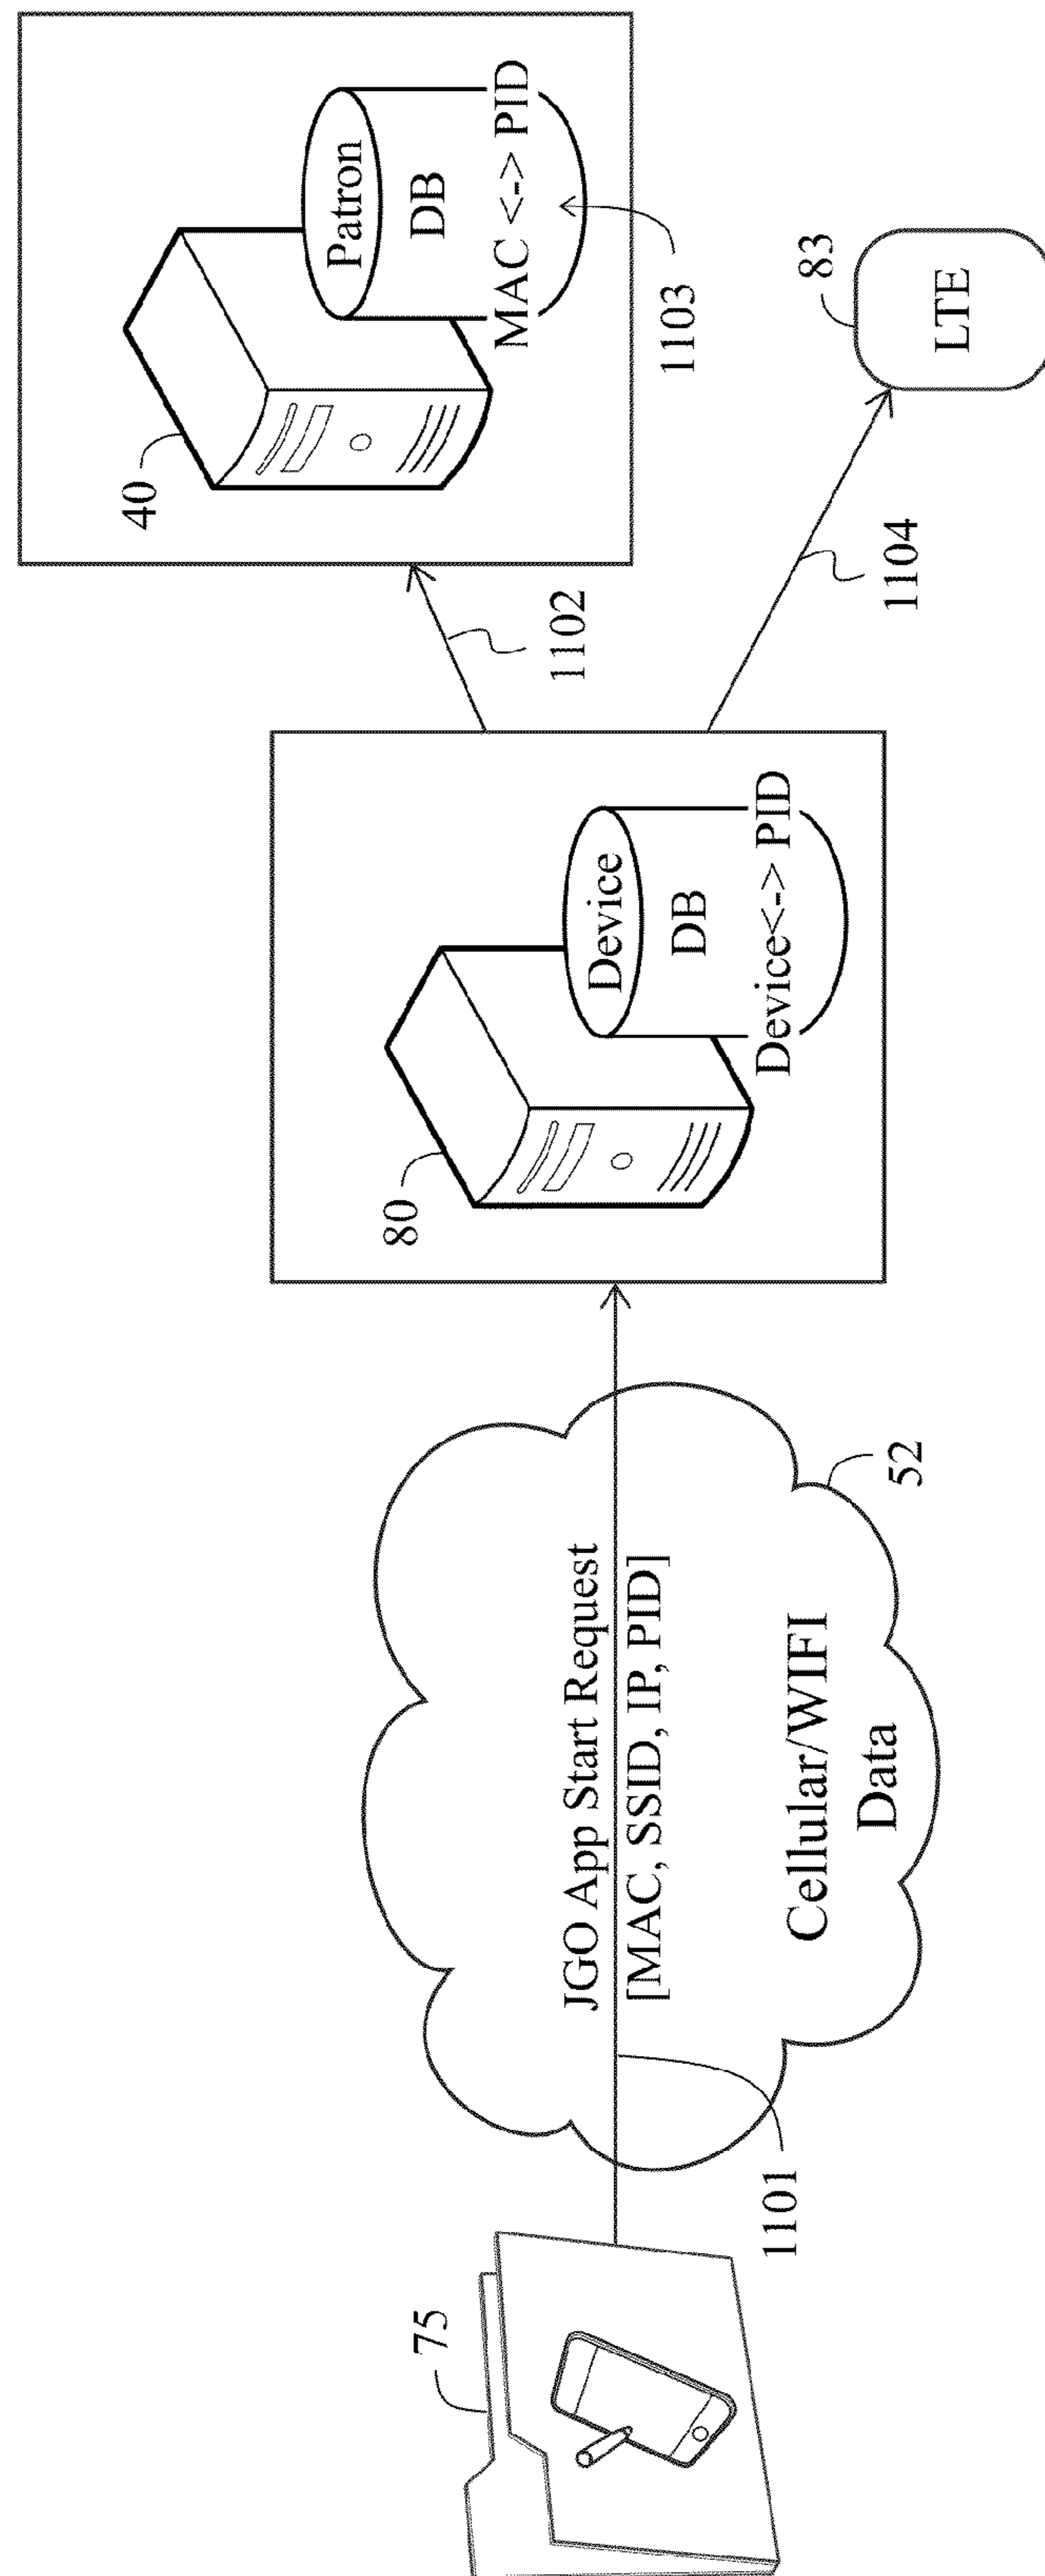 75
1101
JGO App Start Request
[MAC, SSID, IP, PID]
Cellular/WIFI
Data
52
80
Device
DB
Device<-> PID
1102
1104
40
Patron
DB
MAC <-> PID
1103
83
LTE